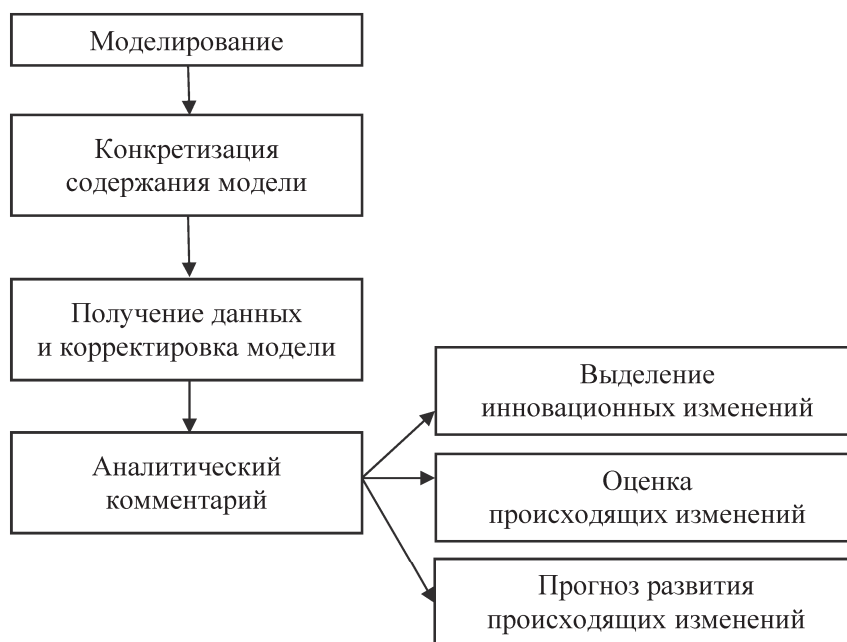 Моделирование
Конкретизация
содержания модели
Получение данных
и корректировка модели
Аналитический
комментарий
Выделение
инновационных изменений
Оценка
происходящих изменений
Прогноз развития
происходящих изменений